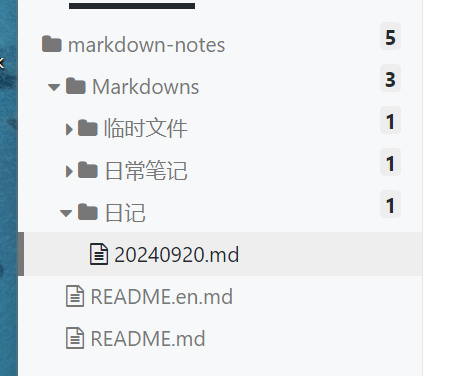 markdown-notes 5
Markdowns 3
临时文件 1
日常笔记 1
日记 1
20240920.md
README.en.md
README.md